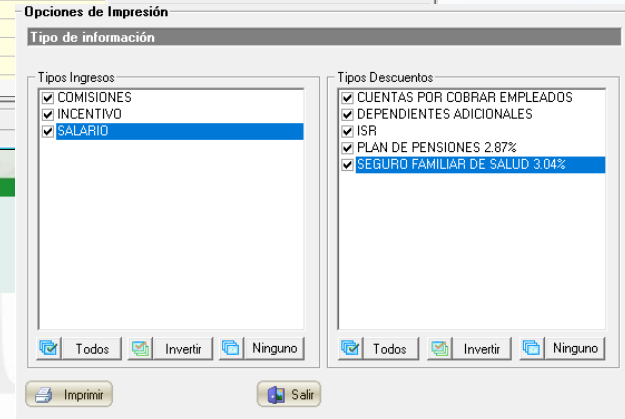 Opciones de Impresión
Tipo de información
Tipos Ingresos
COMISIONES
INCENTIVO
SALARIO
Todos
Invertir
Ninguno
Tipos Descuentos
CUENTAS POR COBRAR EMPLEADOS
DEPENDIENTES ADICIONALES
ISR
PLAN DE PENSIONES 2.87%
SEGURO FAMILIAR DE SALUD 3.04%
Todos
Invertir
Ninguno
Imprimir
Salir